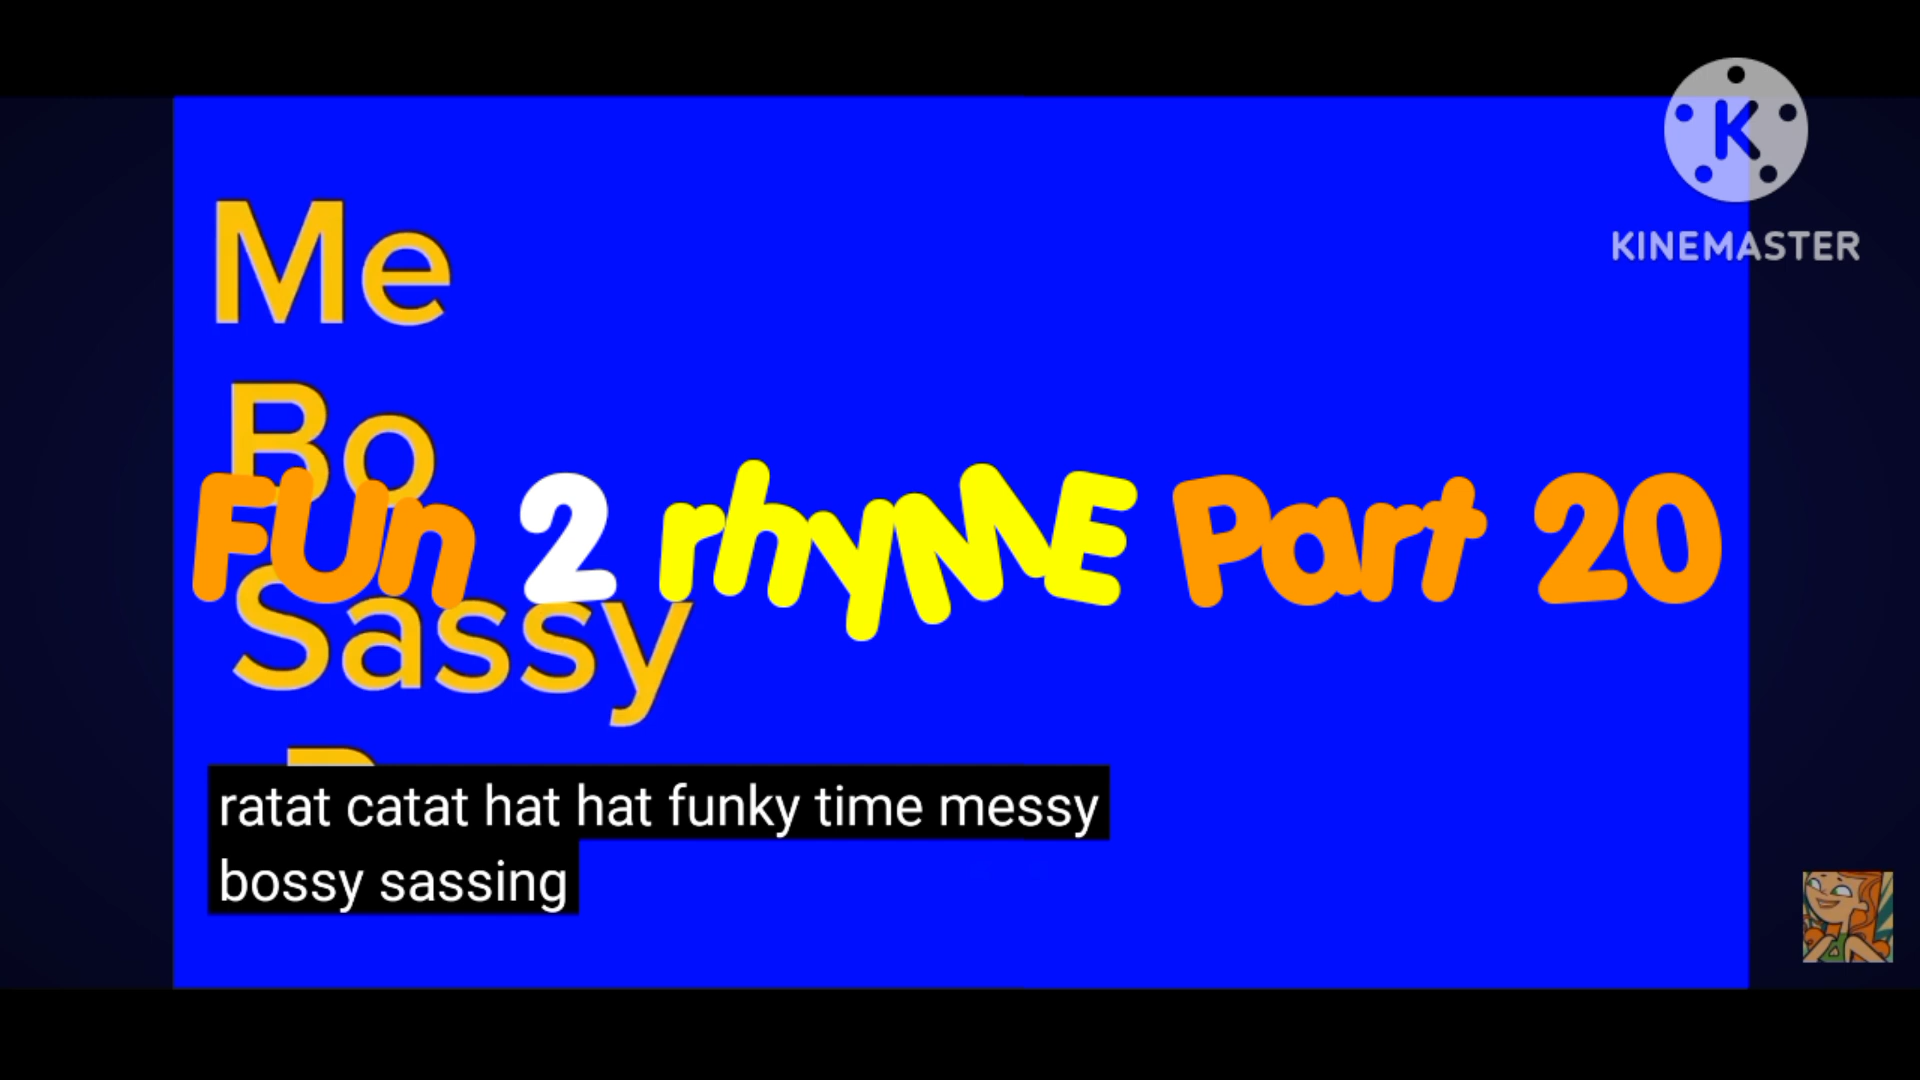 K
KINEMASTER
Me
Bo
FUn 2 rhyME Part 20
Sassy
ratat catat hat hat funky time messy
bossy sassing